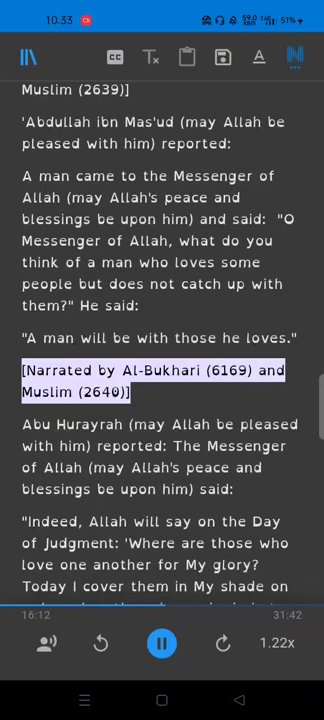 10.33
59.0
KB/s
51%
CC
Muslim (2639)]
'Abdullah ibn Mas'ud (may Allah be
pleased with him) reported:
A man came to the Messenger of
Allah (may Allah's peace and
blessings be upon him) and said:  "O
Messenger of Allah, what do you
think of a man who loves some
people but does not catch up with
them?" He said:
"A man will be with those he loves."
[Narrated by Al-Bukhari (6169) and
Muslim (2640)]
Abu Hurayrah (may Allah be pleased
with him) reported: The Messenger
of Allah (may Allah's peace and
blessings be upon him) said:
"Indeed, Allah will say on the Day
of Judgment: 'Where are those who
love one another for My glory?
Today I cover them in My shade on
16:12
31:42
1.22x